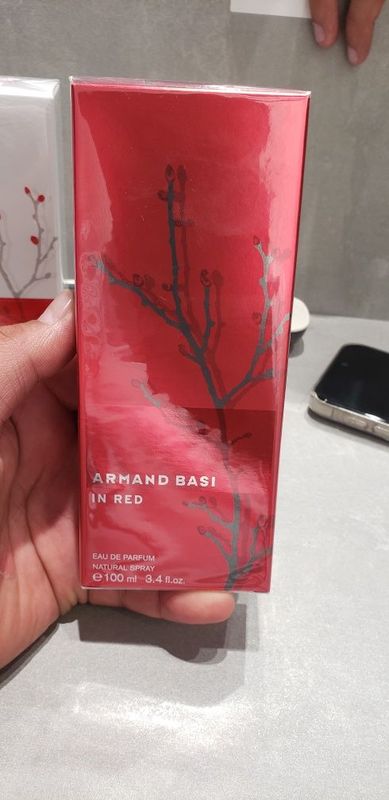 ARMAND BASI
IN RED
EAU DE PARFUM
NATURAL SPRAY
℮100 ml 3.4 fl.oz.